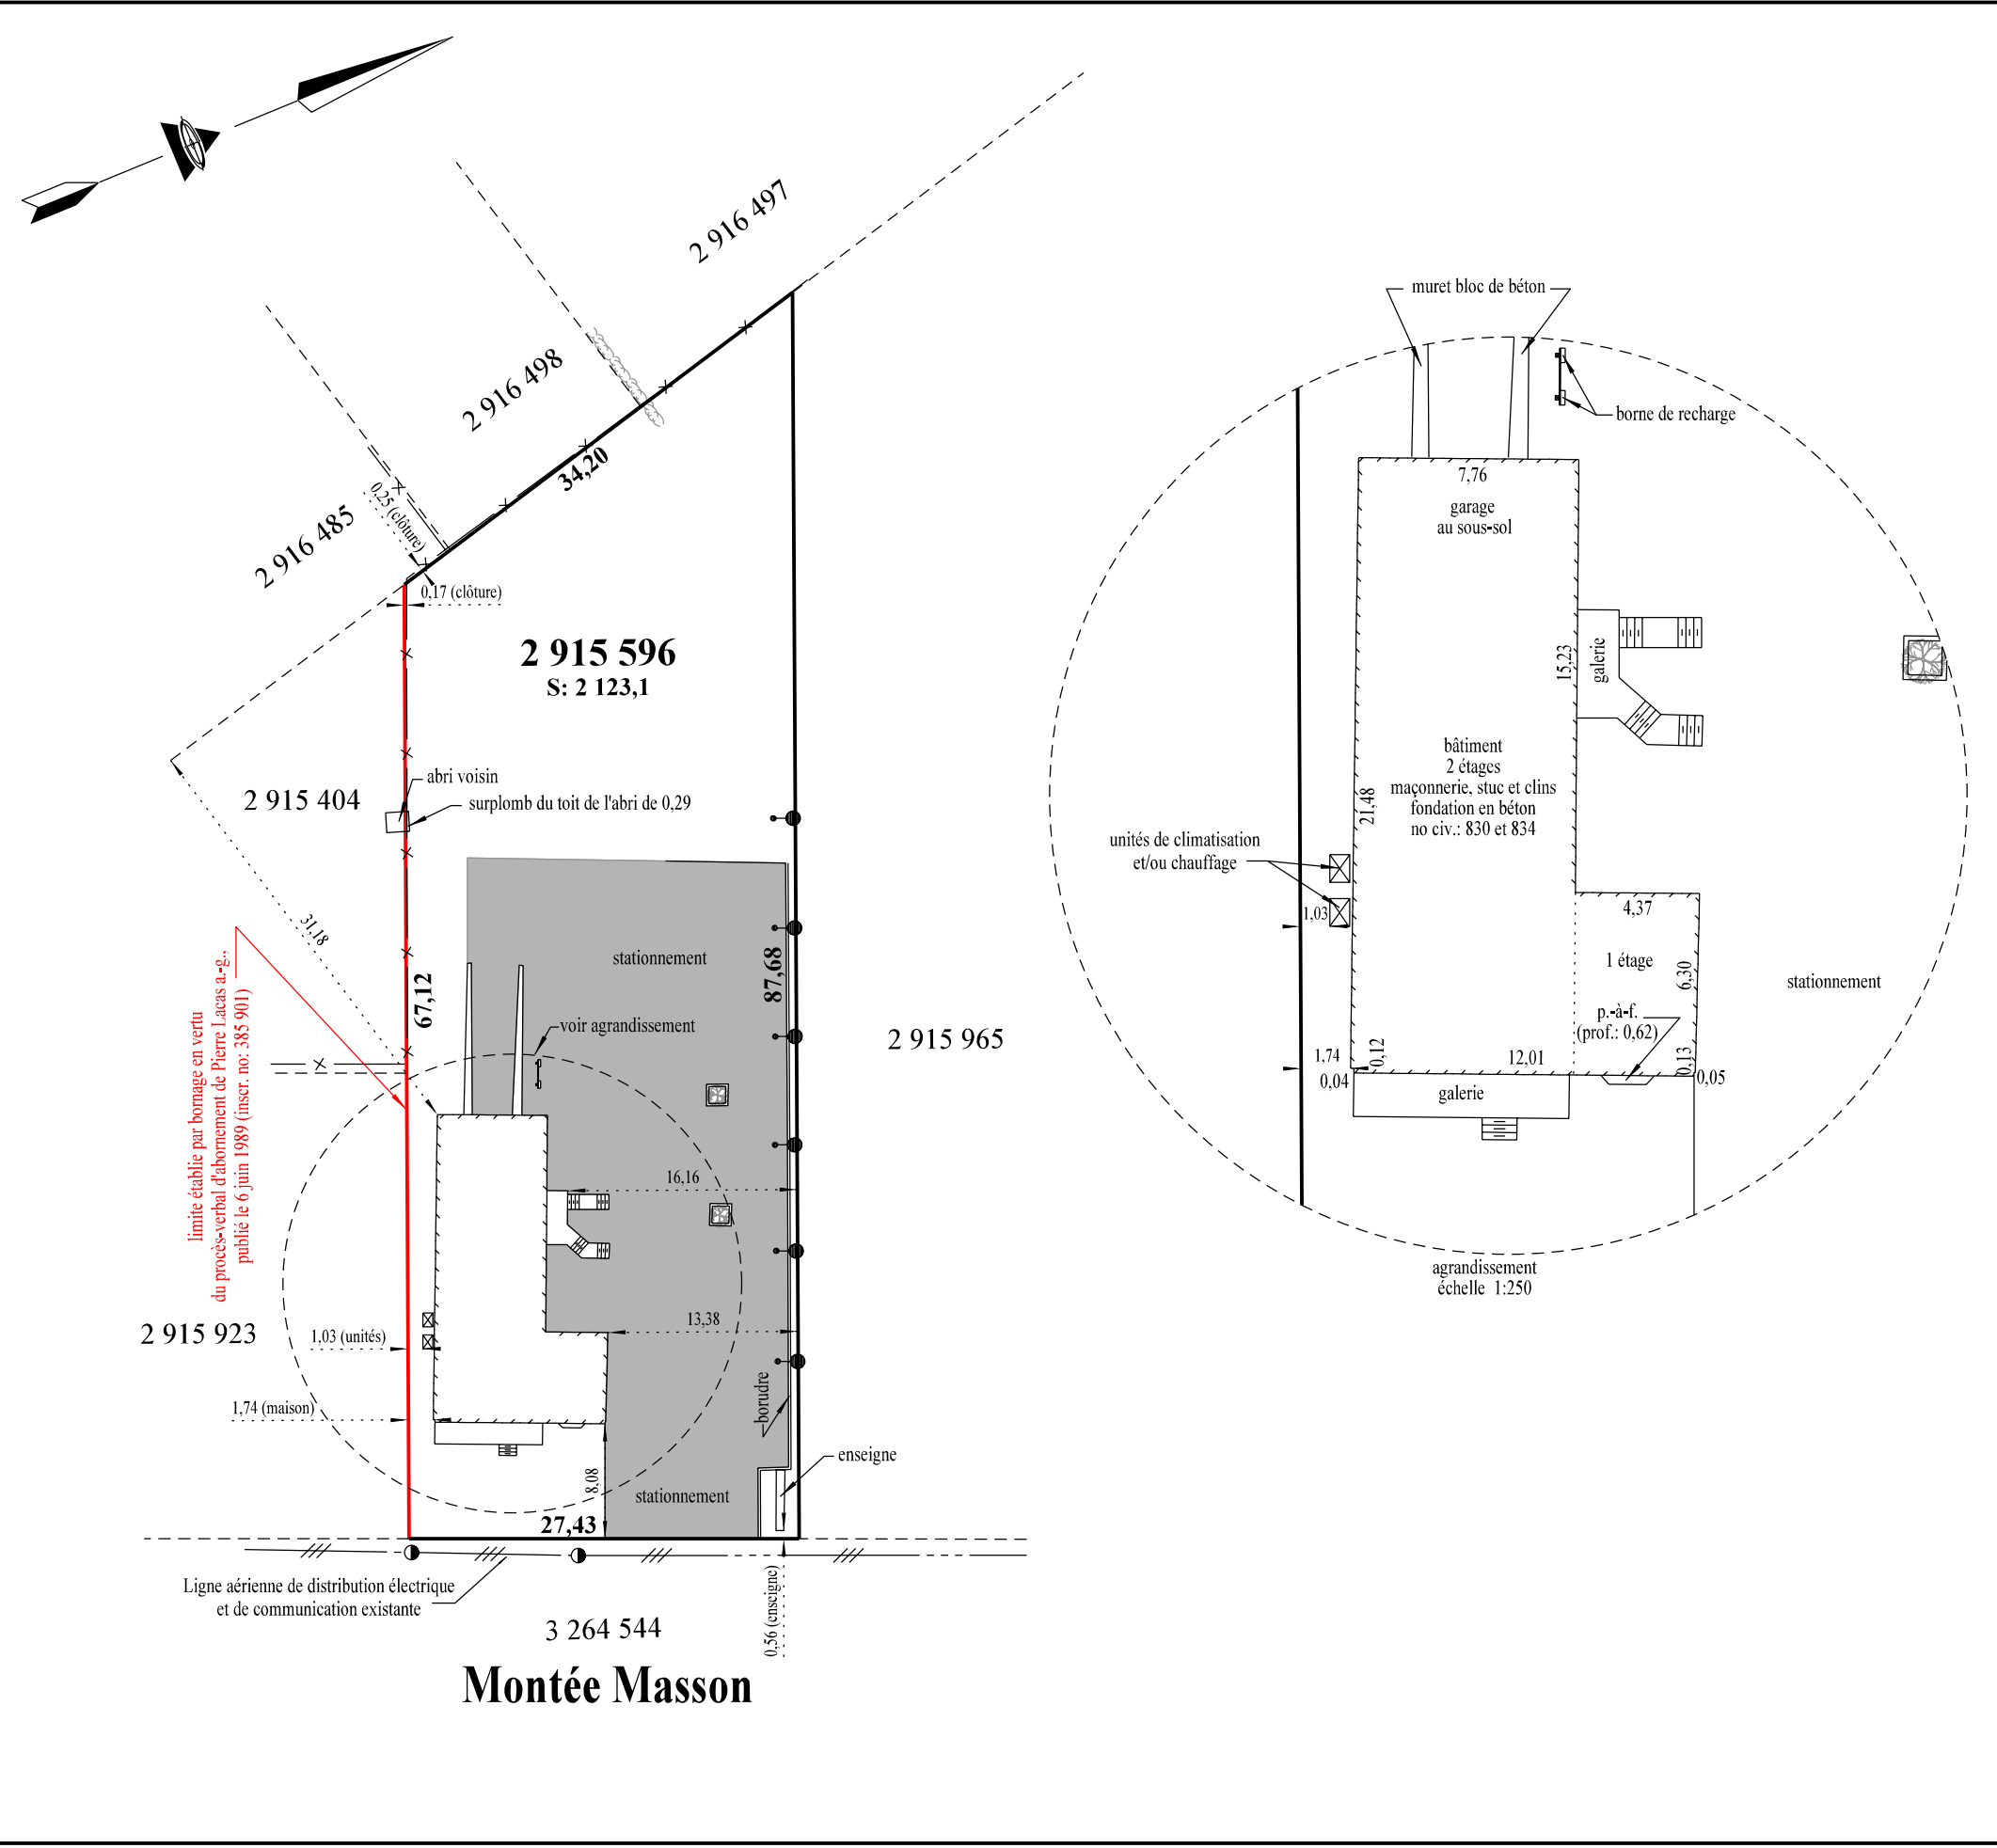 2 916 497
2 916 498
2 916 485
34,20
0,25 (clôture)
0,17 (clôture)
2 915 596
S: 2 123,1
abri voisin
surplomb du toit de l'abri de 0,29
2 915 404
31,18
67,12
87,68
stationnement
voir agrandissement
2 915 965
limite établie par bornage en vertu
du procès-verbal d'abornement de Pierre Lacas a.-g.,
publié le 6 juin 1989 (inscr. no: 385 901)
16,16
13,38
2 915 923
1,03 (unités)
1,74 (maison)
borudre
enseigne
8,08
stationnement
27,43
Ligne aérienne de distribution électrique
et de communication existante
0,56 (enseigne)
3 264 544
Montée Masson
muret bloc de béton
borne de recharge
7,76
garage
au sous-sol
15,23
galerie
bâtiment
2 étages
maçonnerie, stuc et clins
fondation en béton
no civ.: 830 et 834
21,48
unités de climatisation
et/ou chauffage
1,03
4,37
1 étage
6,30
stationnement
p.-à-f.
(prof.: 0,62)
1,74
0,12
12,01
0,13
0,04
0,05
galerie
agrandissement
échelle 1:250